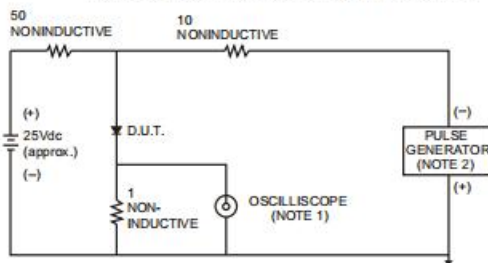 50
NONINDUCTIVE
10
NONINDUCTIVE
(+)
25Vdc
(approx.)
(–)
D.U.T.
1
NON-
INDUCTIVE
OSCILLISCOPE
(NOTE 1)
(–)
PULSE
GENERATOR
(NOTE 2)
(+)